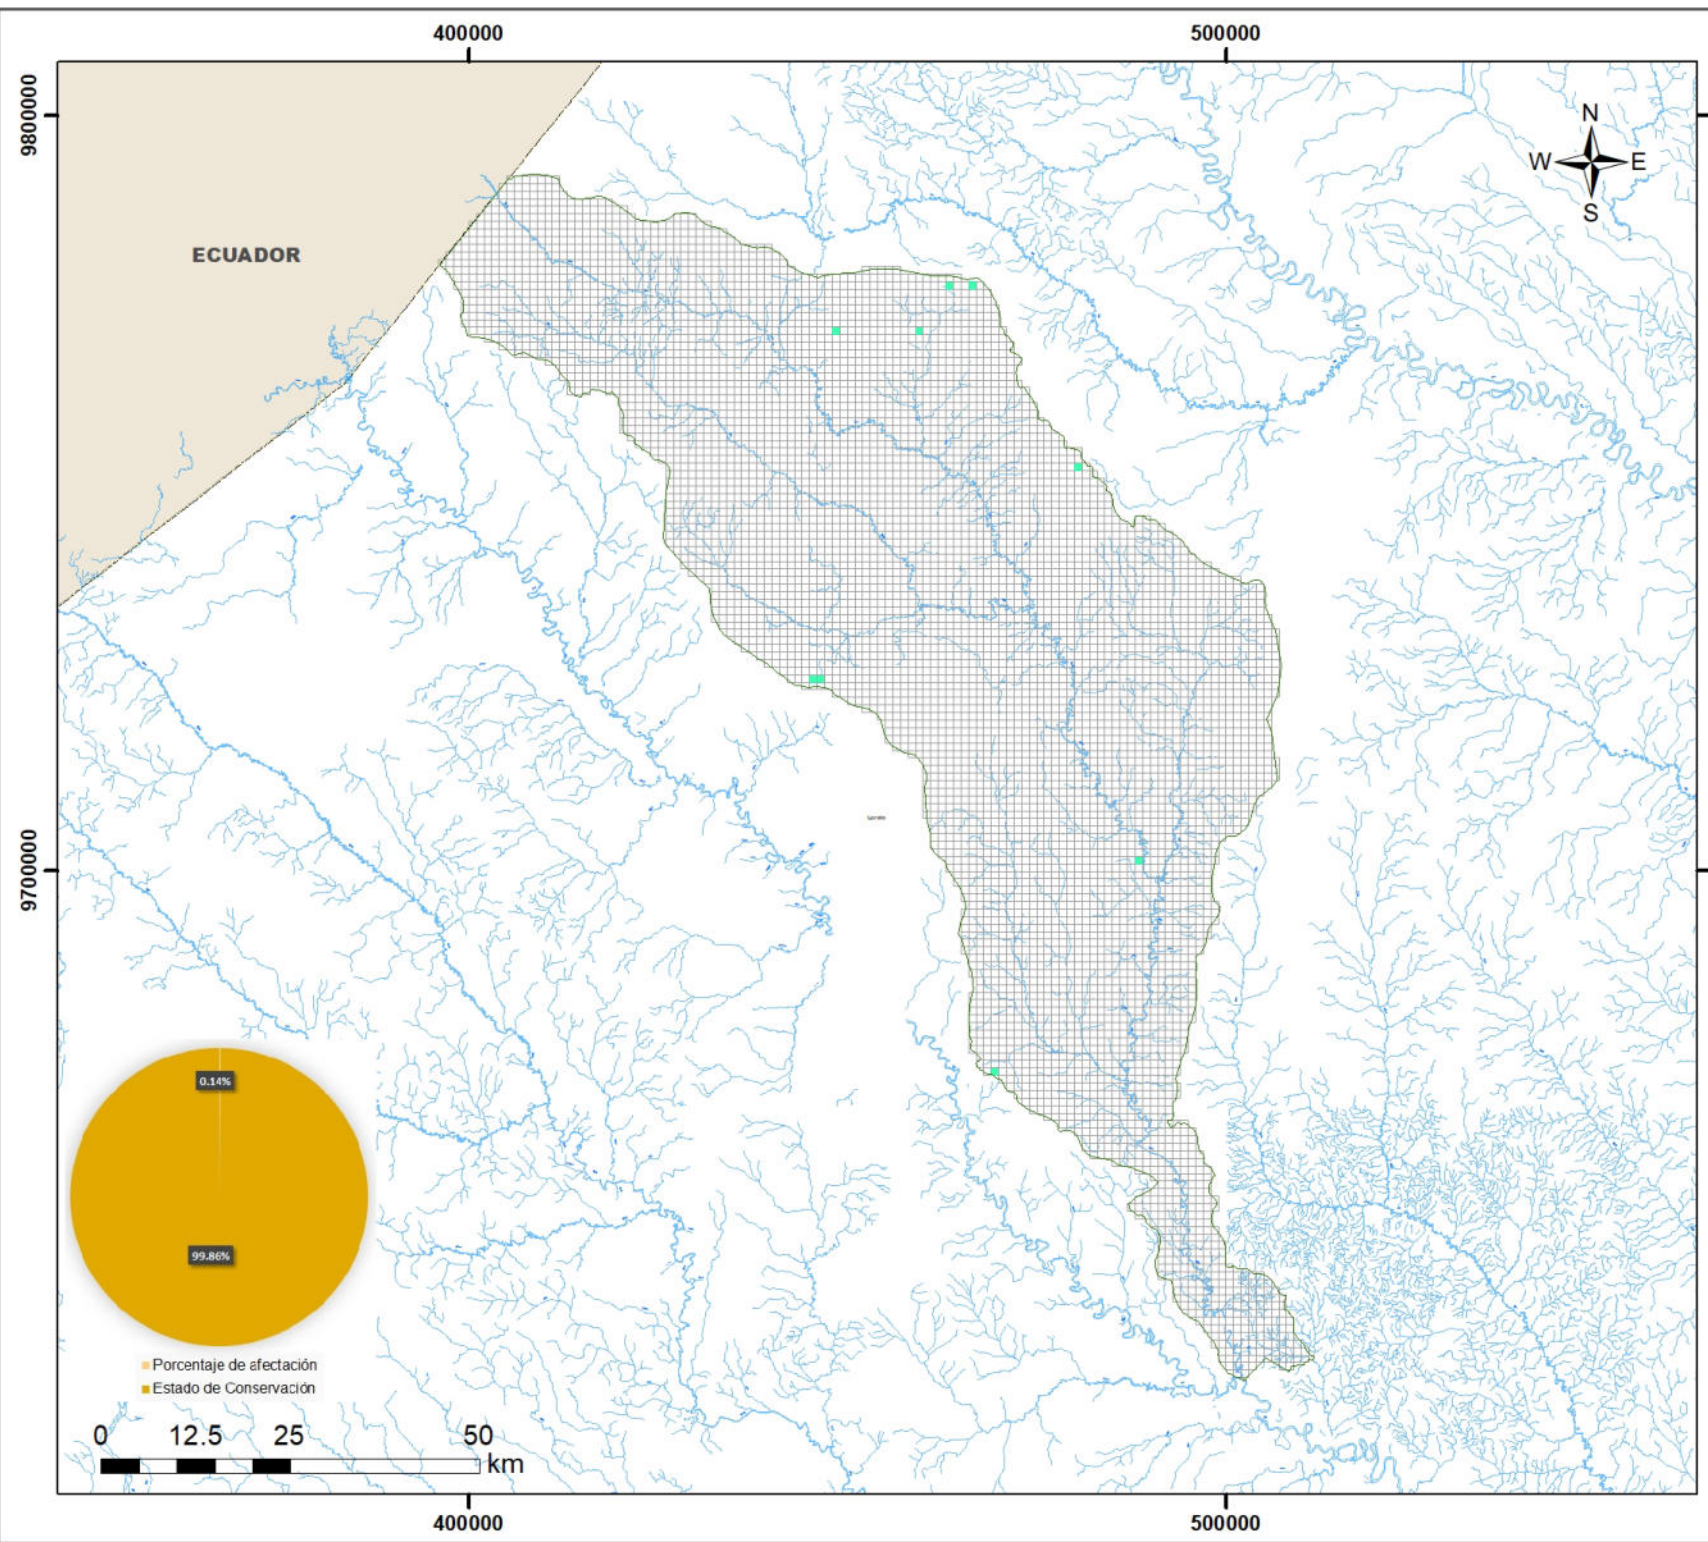 400000 500000
9800000
N
W E
S
ECUADOR
9700000
0.14%
99.86%
Porcentaje de afectación
Estado de Conservación
0 12.5 25 50
km
400000 500000